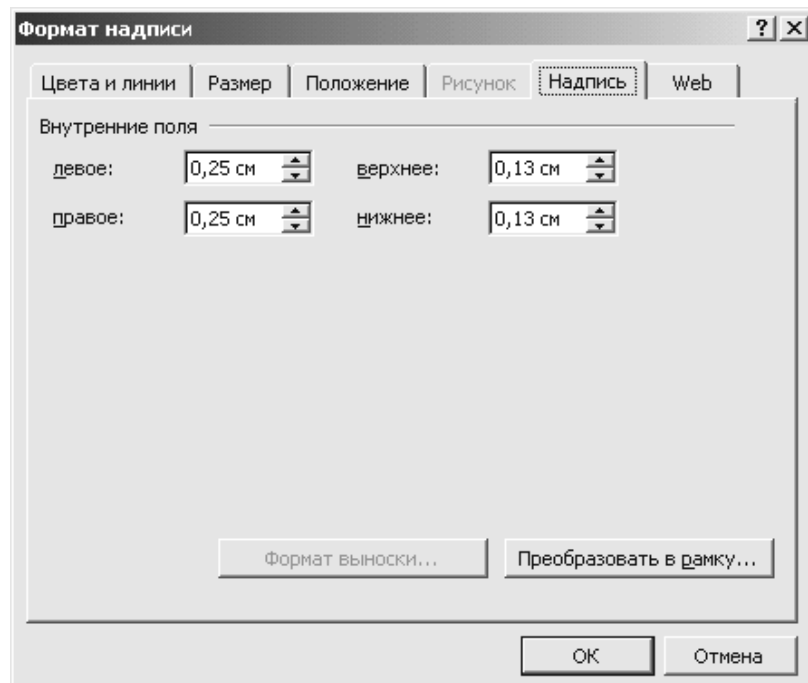 Формат надписи
Цвета и линии Размер Положение Рисунок Надпись Web
Внутренние поля
левое: 0,25 см верхнее: 0,13 см
правое: 0,25 см нижнее: 0,13 см
Формат выноски... Преобразовать в рамку...
ОК Отмена